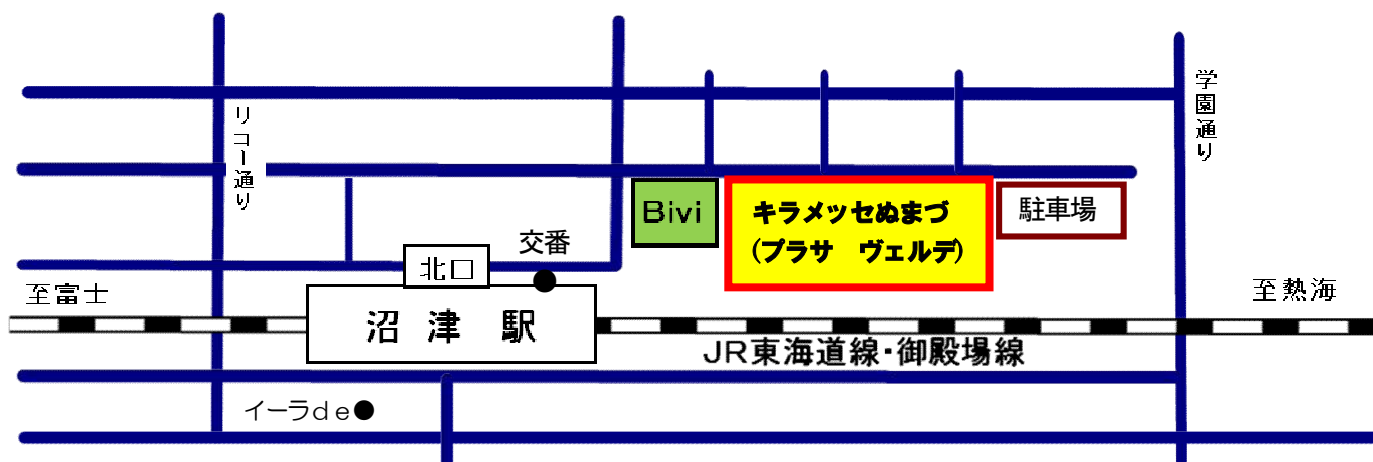 学園通り
リコー通り
Bivi
キラメッセぬまづ
(プラサ　ヴェルデ)
駐車場
交番
北口
至富士
至熱海
沼津駅
JR東海道線・御殿場線
イーラde●